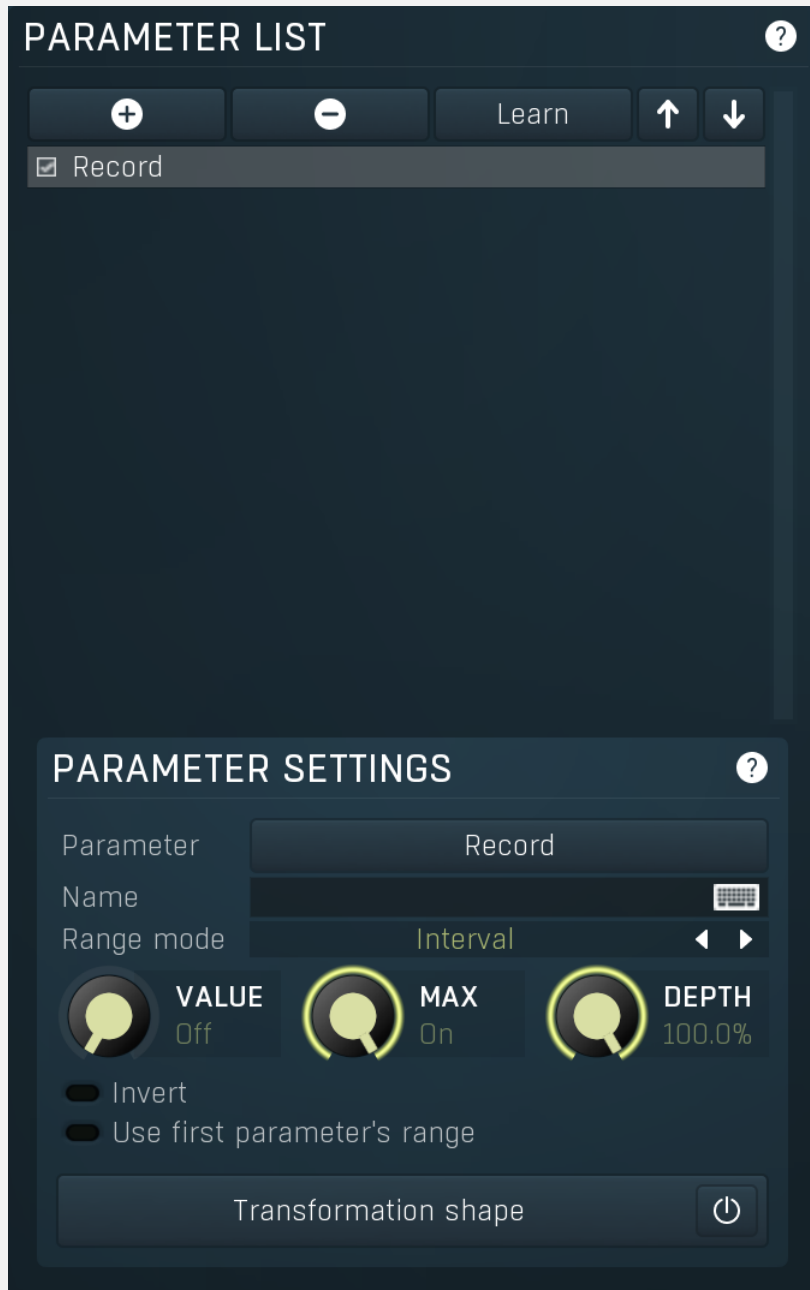 PARAMETER LIST ?
Learn
Record
PARAMETER SETTINGS ?
Parameter Record
Name
Range mode Interval
VALUE MAX DEPTH
Off On 100.0%
Invert
Use first parameter's range
Transformation shape